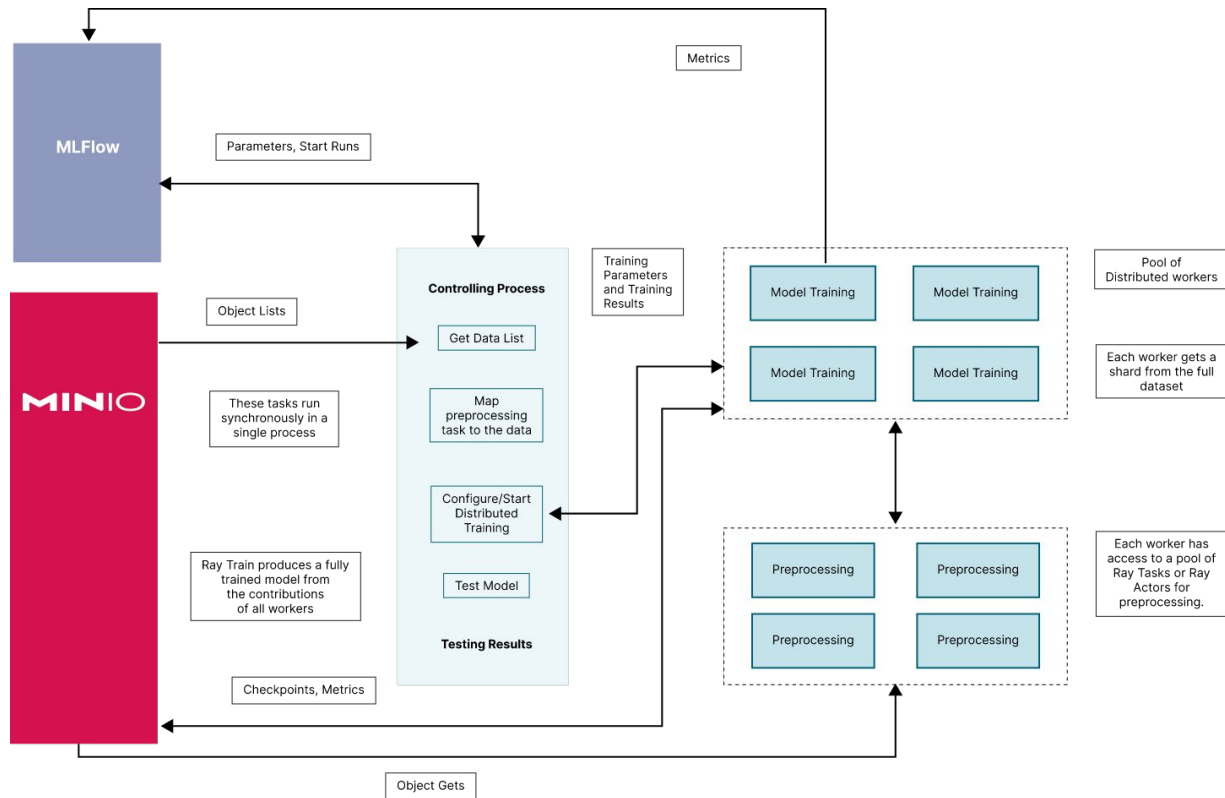 Metrics
MLFlow
Parameters, Start Runs
Object Lists
MINIO
These tasks run
synchronously in a
single process
Ray Train produces a fully
trained model from
the contributions
of all workers
Checkpoints, Metrics
Object Gets
Controlling Process
Get Data List
Map
preprocessing
task to the data
Configure/Start
Distributed
Training
Test Model
Testing Results
Training
Parameters
and Training
Results
Model Training
Model Training
Model Training
Model Training
Pool of
Distributed workers
Each worker gets a
shard from the full
dataset
Preprocessing
Preprocessing
Preprocessing
Preprocessing
Each worker has
access to a pool of
Ray Tasks or Ray
Actors for
preprocessing.